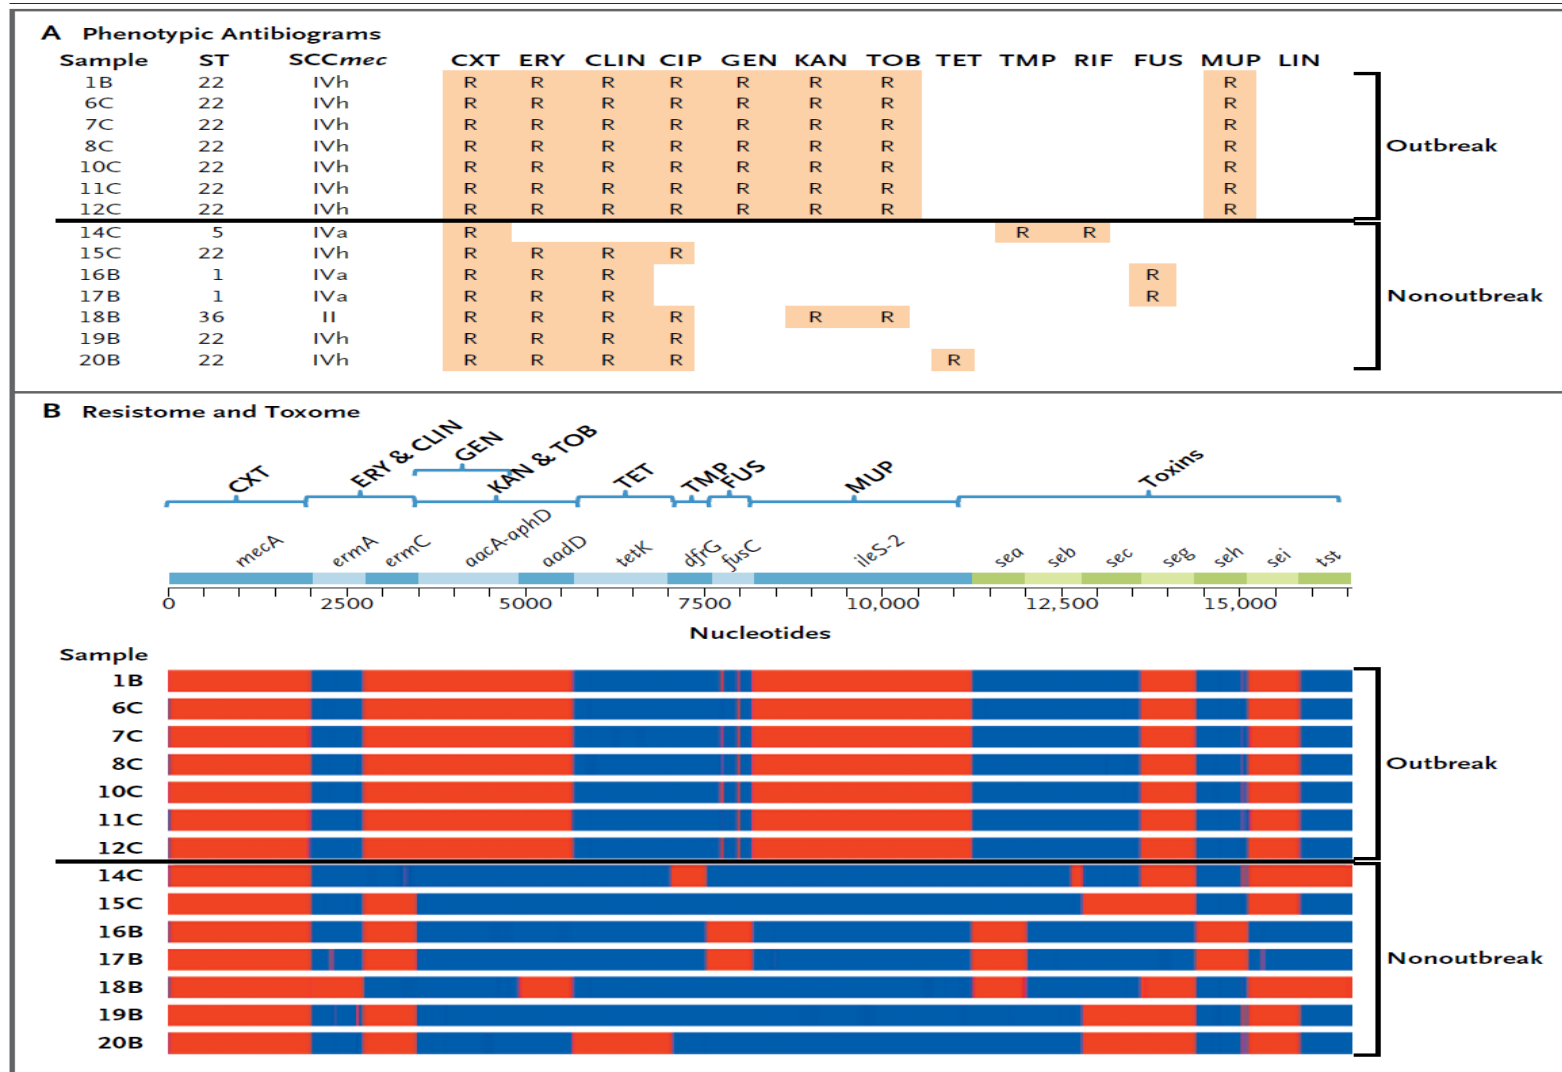 A Phenotypic Antibiograms
Sample ST SCCmec CXT ERY CLIN CIP GEN KAN TOB TET TMP RIF FUS MUP LIN
1B 22 IVh R R R R R R R R
6C 22 IVh R R R R R R R R
7C 22 IVh R R R R R R R R
8C 22 IVh R R R R R R R R
Outbreak
10C 22 IVh R R R R R R R R
11C 22 IVh R R R R R R R R
12C 22 IVh R R R R R R R R
14C 5 IVa R R R
15C 22 IVh R R R R
16B 1 IVa R R R R
17B 1 IVa R R R R
Nonoutbreak
18B 36 II R R R R R R
19B 22 IVh R R R R
20B 22 IVh R R R R R
B Resistome and Toxome
CXT ERY & CLIN GEN KAN & TOB TET TMP FUS MUP Toxins
mecA ermA ermC aacA-aphD aadD tetK dfrG fusC ileS-2 sea seb sec seg seh sei tst
0 2500 5000 7500 10,000 12,500 15,000
Nucleotides
Sample
1B
6C
7C
8C
Outbreak
10C
11C
12C
14C
15C
16B
17B
Nonoutbreak
18B
19B
20B